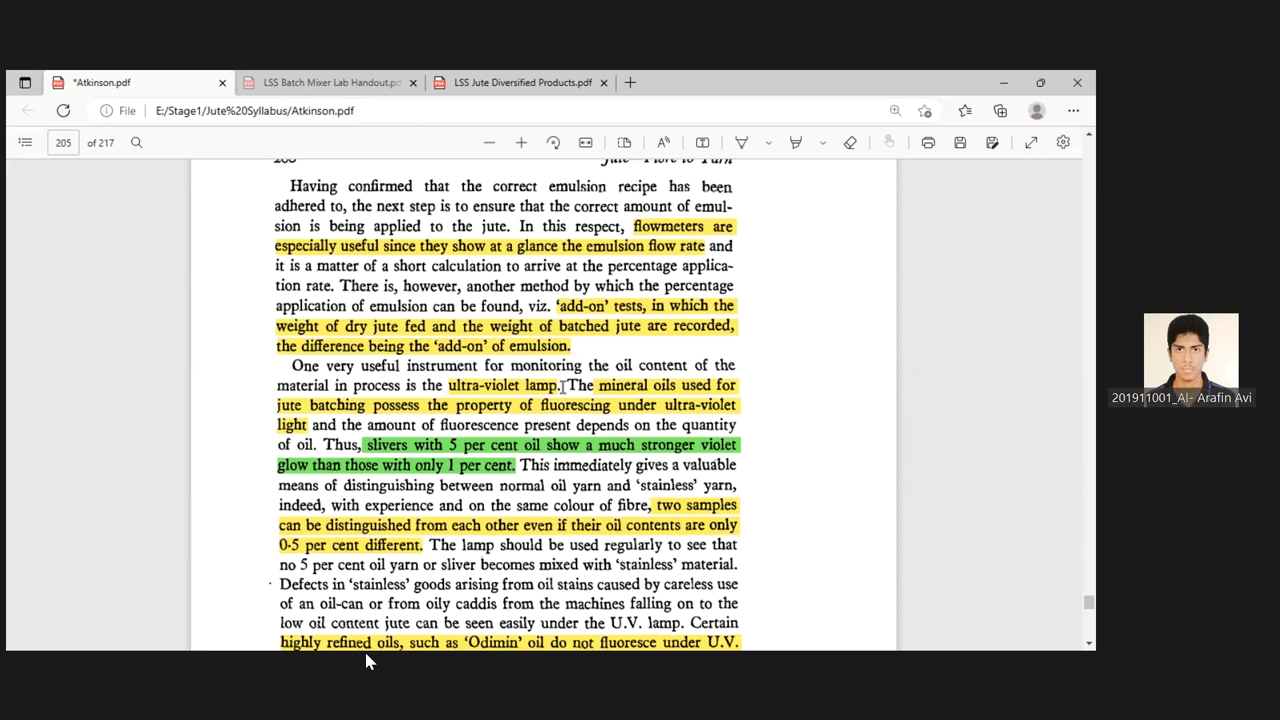 *Atkinson.pdf
LSS Batch Mixer Lab Handout.pd
LSS Jute Diversified Products.pdf
File
E:/Stage1/Jute%20Syllabus/Atkinson.pdf
205 of 217
Jute—Fibre to Yarn
Having confirmed that the correct emulsion recipe has been
adhered to, the next step is to ensure that the correct amount of emul-
sion is being applied to the jute. In this respect, flowmeters are
especially useful since they show at a glance the emulsion flow rate and
it is a matter of a short calculation to arrive at the percentage applica-
tion rate. There is, however, another method by which the percentage
application of emulsion can be found, viz. ‘add-on’ tests, in which the
weight of dry jute fed and the weight of batched jute are recorded,
the difference being the ‘add-on’ of emulsion.
One very useful instrument for monitoring the oil content of the
material in process is the ultra-violet lamp. The mineral oils used for
jute batching possess the property of fluorescing under ultra-violet
light and the amount of fluorescence present depends on the quantity
of oil. Thus, slivers with 5 per cent oil show a much stronger violet
glow than those with only 1 per cent. This immediately gives a valuable
means of distinguishing between normal oil yarn and ‘stainless’ yarn,
indeed, with experience and on the same colour of fibre, two samples
can be distinguished from each other even if their oil contents are only
0·5 per cent different. The lamp should be used regularly to see that
no 5 per cent oil yarn or sliver becomes mixed with ‘stainless’ material.
Defects in ‘stainless’ goods arising from oil stains caused by careless use
of an oil-can or from oily caddis from the machines falling on to the
low oil content jute can be seen easily under the U.V. lamp. Certain
highly refined oils, such as ‘Odimin’ oil do not fluoresce under U.V.
201911001_Al- Arafin Avi